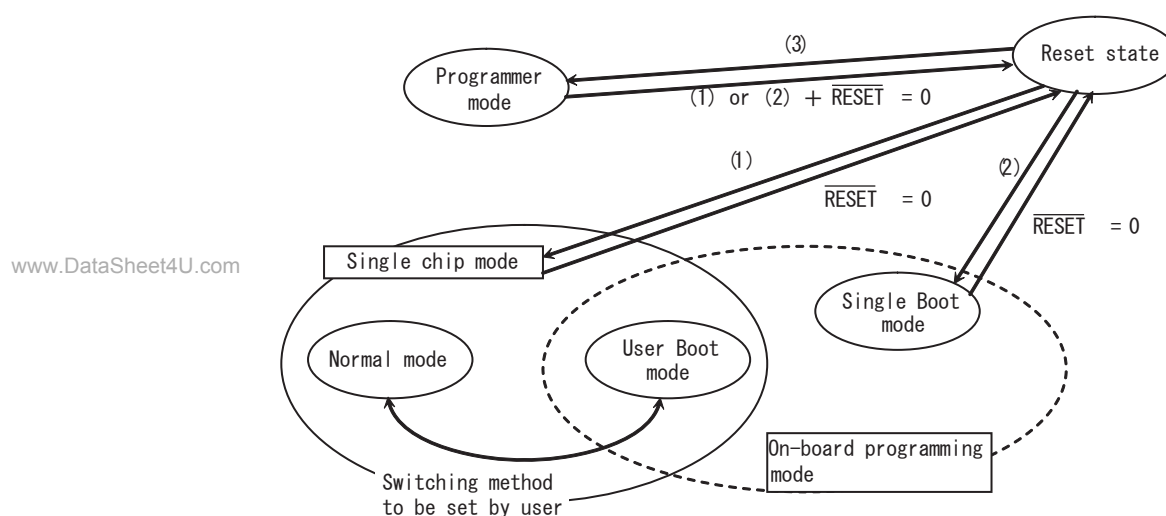 (3)
Reset state
Programmer
mode
(1) or (2) + RESET = 0
(1)
(2)
RESET = 0
RESET = 0
Single chip mode
www.DataSheet4U.com
Single Boot
mode
Normal mode
User Boot
mode
On-board programming
mode
Switching method
to be set by user